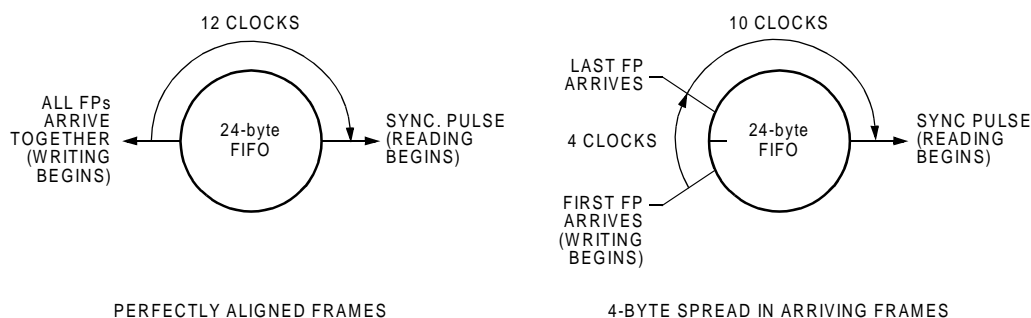 12 CLOCKS
ALL FPs
ARRIVE
TOGETHER
(WRITING
BEGINS)
24-byte
FIFO
SYNC. PULSE
(READING
BEGINS)
PERFECTLY ALIGNED FRAMES
10 CLOCKS
LAST FP
ARRIVES
4 CLOCKS
24-byte
FIFO
SYNC PULSE
(READING
BEGINS)
FIRST FP
ARRIVES
(WRITING
BEGINS)
4-BYTE SPREAD IN ARRIVING FRAMES